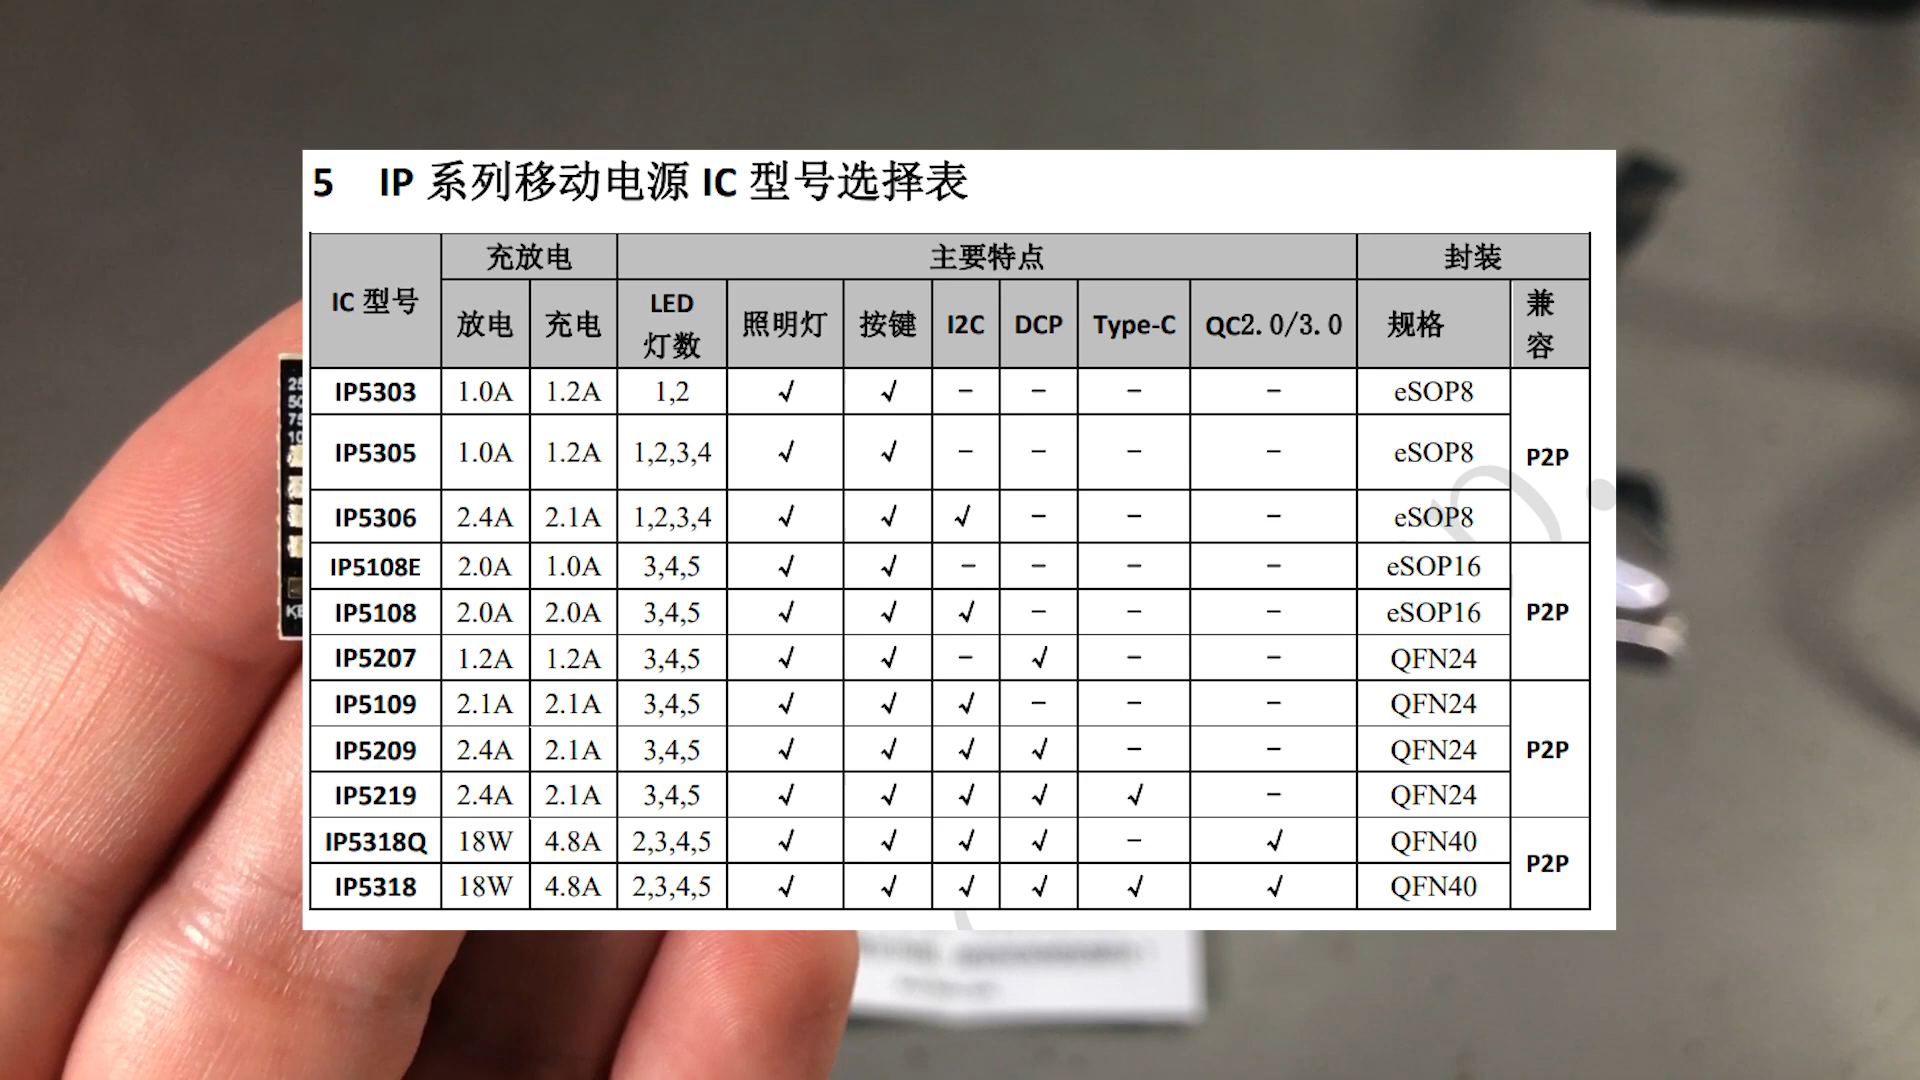 5 IP 系列移动电源 IC 型号选择表
IC 型号 充放电 主要特点 封装
放电 充电 LED 灯数 照明灯 按键 I2C DCP Type-C QC2.0/3.0 规格 兼容
IP5303 1.0A 1.2A 1,2 √ √ – – – – eSOP8 P2P
IP5305 1.0A 1.2A 1,2,3,4 √ √ – – – – eSOP8
IP5306 2.4A 2.1A 1,2,3,4 √ √ √ – – – eSOP8
IP5108E 2.0A 1.0A 3,4,5 √ √ – – – – eSOP16 P2P
IP5108 2.0A 2.0A 3,4,5 √ √ √ – – – eSOP16
IP5207 1.2A 1.2A 3,4,5 √ √ – √ – – QFN24
IP5109 2.1A 2.1A 3,4,5 √ √ √ – – – QFN24 P2P
IP5209 2.4A 2.1A 3,4,5 √ √ √ √ – – QFN24
IP5219 2.4A 2.1A 3,4,5 √ √ √ √ √ – QFN24
IP5318Q 18W 4.8A 2,3,4,5 √ √ √ √ – √ QFN40 P2P
IP5318 18W 4.8A 2,3,4,5 √ √ √ √ √ √ QFN40